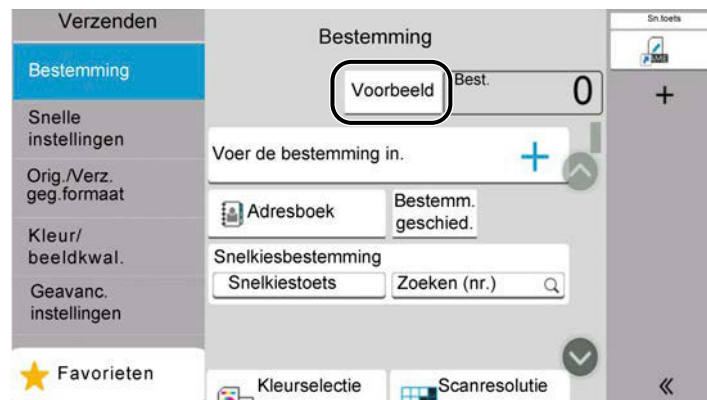 Verzenden
Bestemming
Snelle
instellingen
Orig./Verz.
geg.formaat
Kleur/
beeldkwal.
Geavanc.
instellingen
Favorieten
Bestemming
Voorbeeld
Best.
0
Voer de bestemming in.
Adresboek
Bestemm.
geschied.
Snelkiesbestemming
Snelkiestoets
Zoeken (nr.)
Kleurselectie
Scanresolutie
Sn.toets